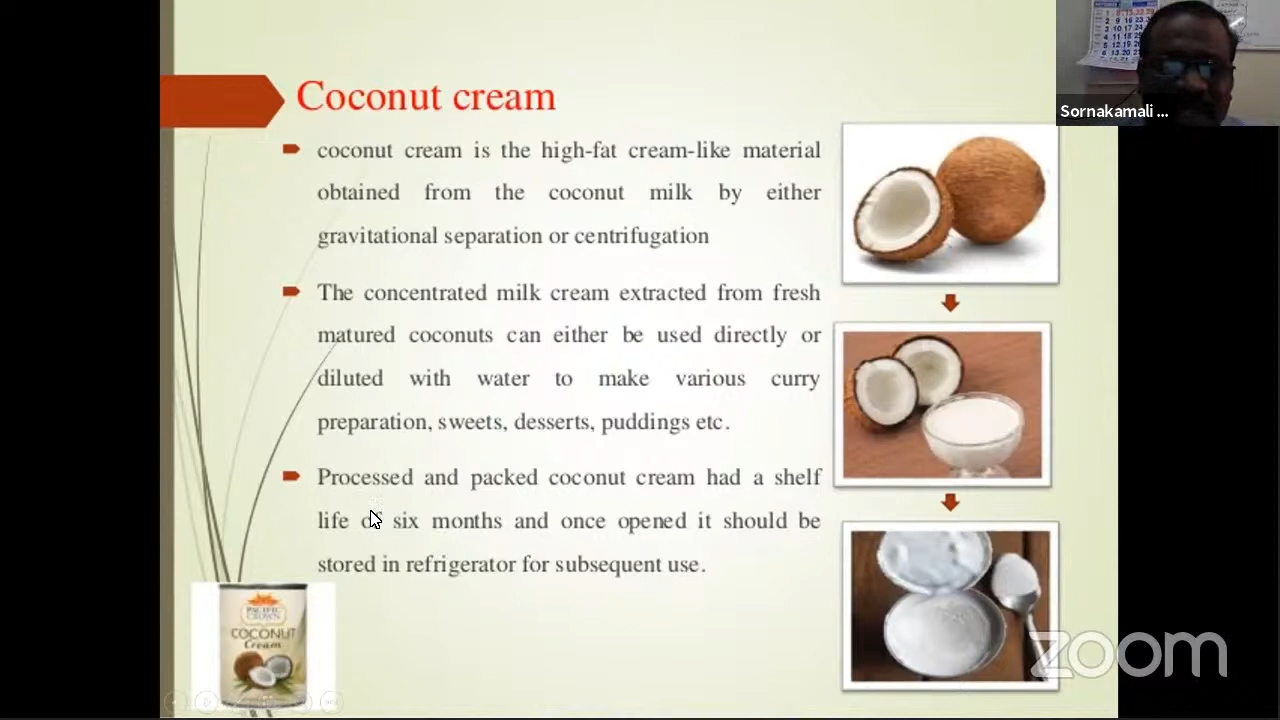 Coconut cream
coconut cream is the high-fat cream-like material
obtained from the coconut milk by either
gravitational separation or centrifugation
The concentrated milk cream extracted from fresh
matured coconuts can either be used directly or
diluted with water to make various curry
preparation, sweets, desserts, puddings etc.
Processed and packed coconut cream had a shelf
life of six months and once opened it should be
stored in refrigerator for subsequent use.
Sornakamali ...
PACIFIC
CROWN
COCONUT
Cream
zoom